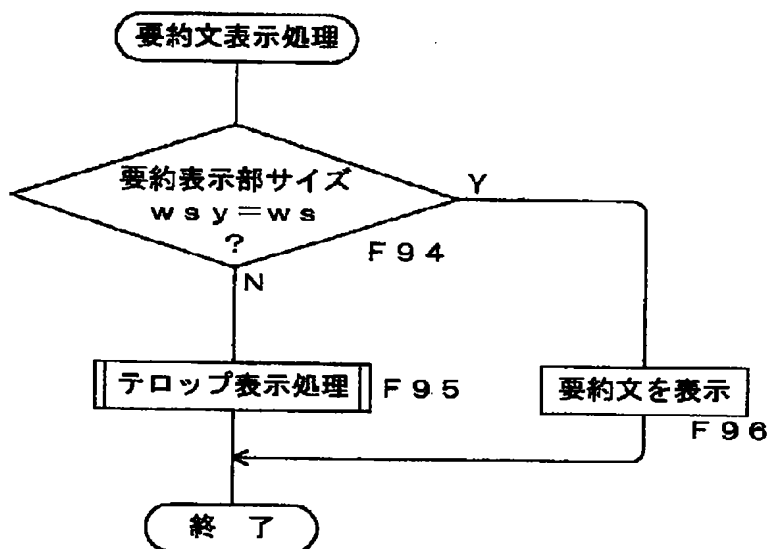 要約文表示処理
要約表示部サイズ
ｗｓｙ＝ｗｓ
？
Ｙ
Ｆ９４
Ｎ
テロップ表示処理
Ｆ９５
要約文を表示
Ｆ９６
終 了